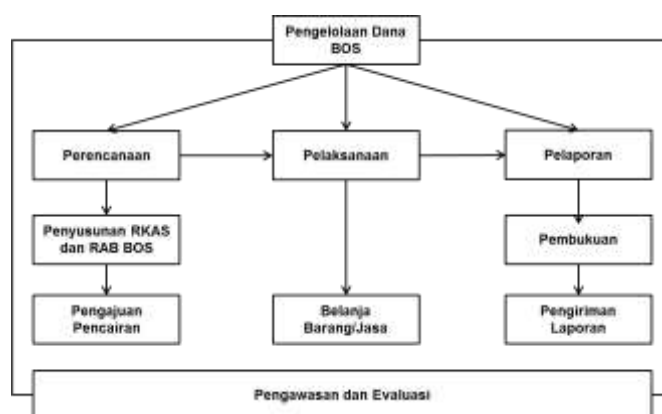 Pengelolaan Dana
BOS
Perencanaan
Pelaksanaan
Pelaporan
Penyusunan RKAS
dan RAB BOS
Pembukuan
Pengajuan
Pencairan
Belanja
Barang/Jasa
Pengiriman
Laporan
Pengawasan dan Evaluasi